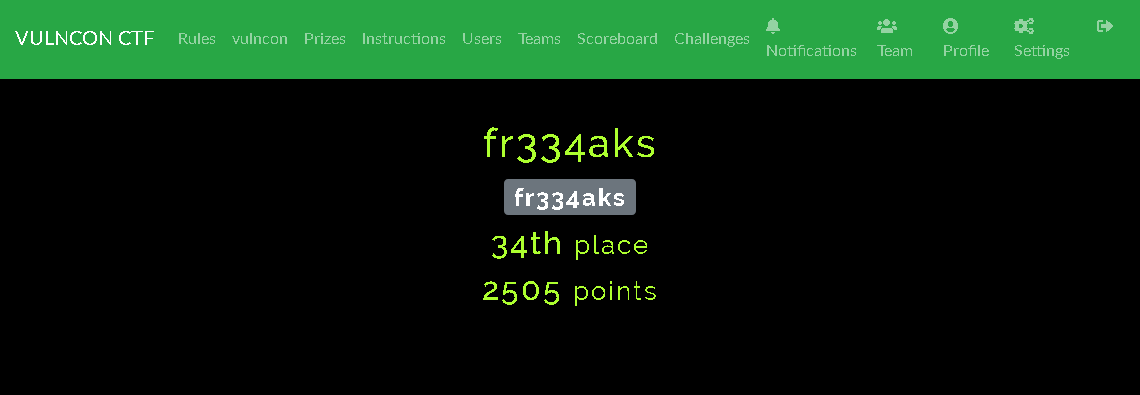 VULNCON CTF Rules vulncon Prizes Instructions Users Teams Scoreboard Challenges Notifications Team Profile Settings
fr334aks
fr334aks
34th place
2505 points